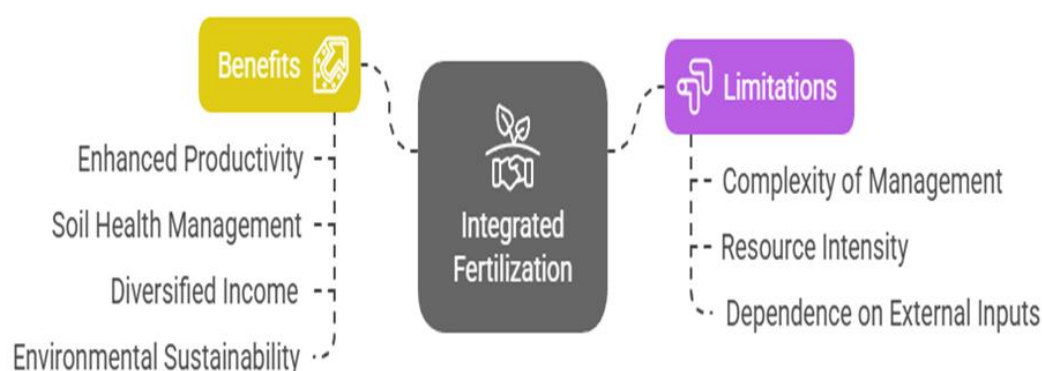 Benefits
Enhanced Productivity
Soil Health Management
Diversified Income
Environmental Sustainability
Integrated
Fertilization
Limitations
Complexity of Management
Resource Intensity
Dependence on External Inputs